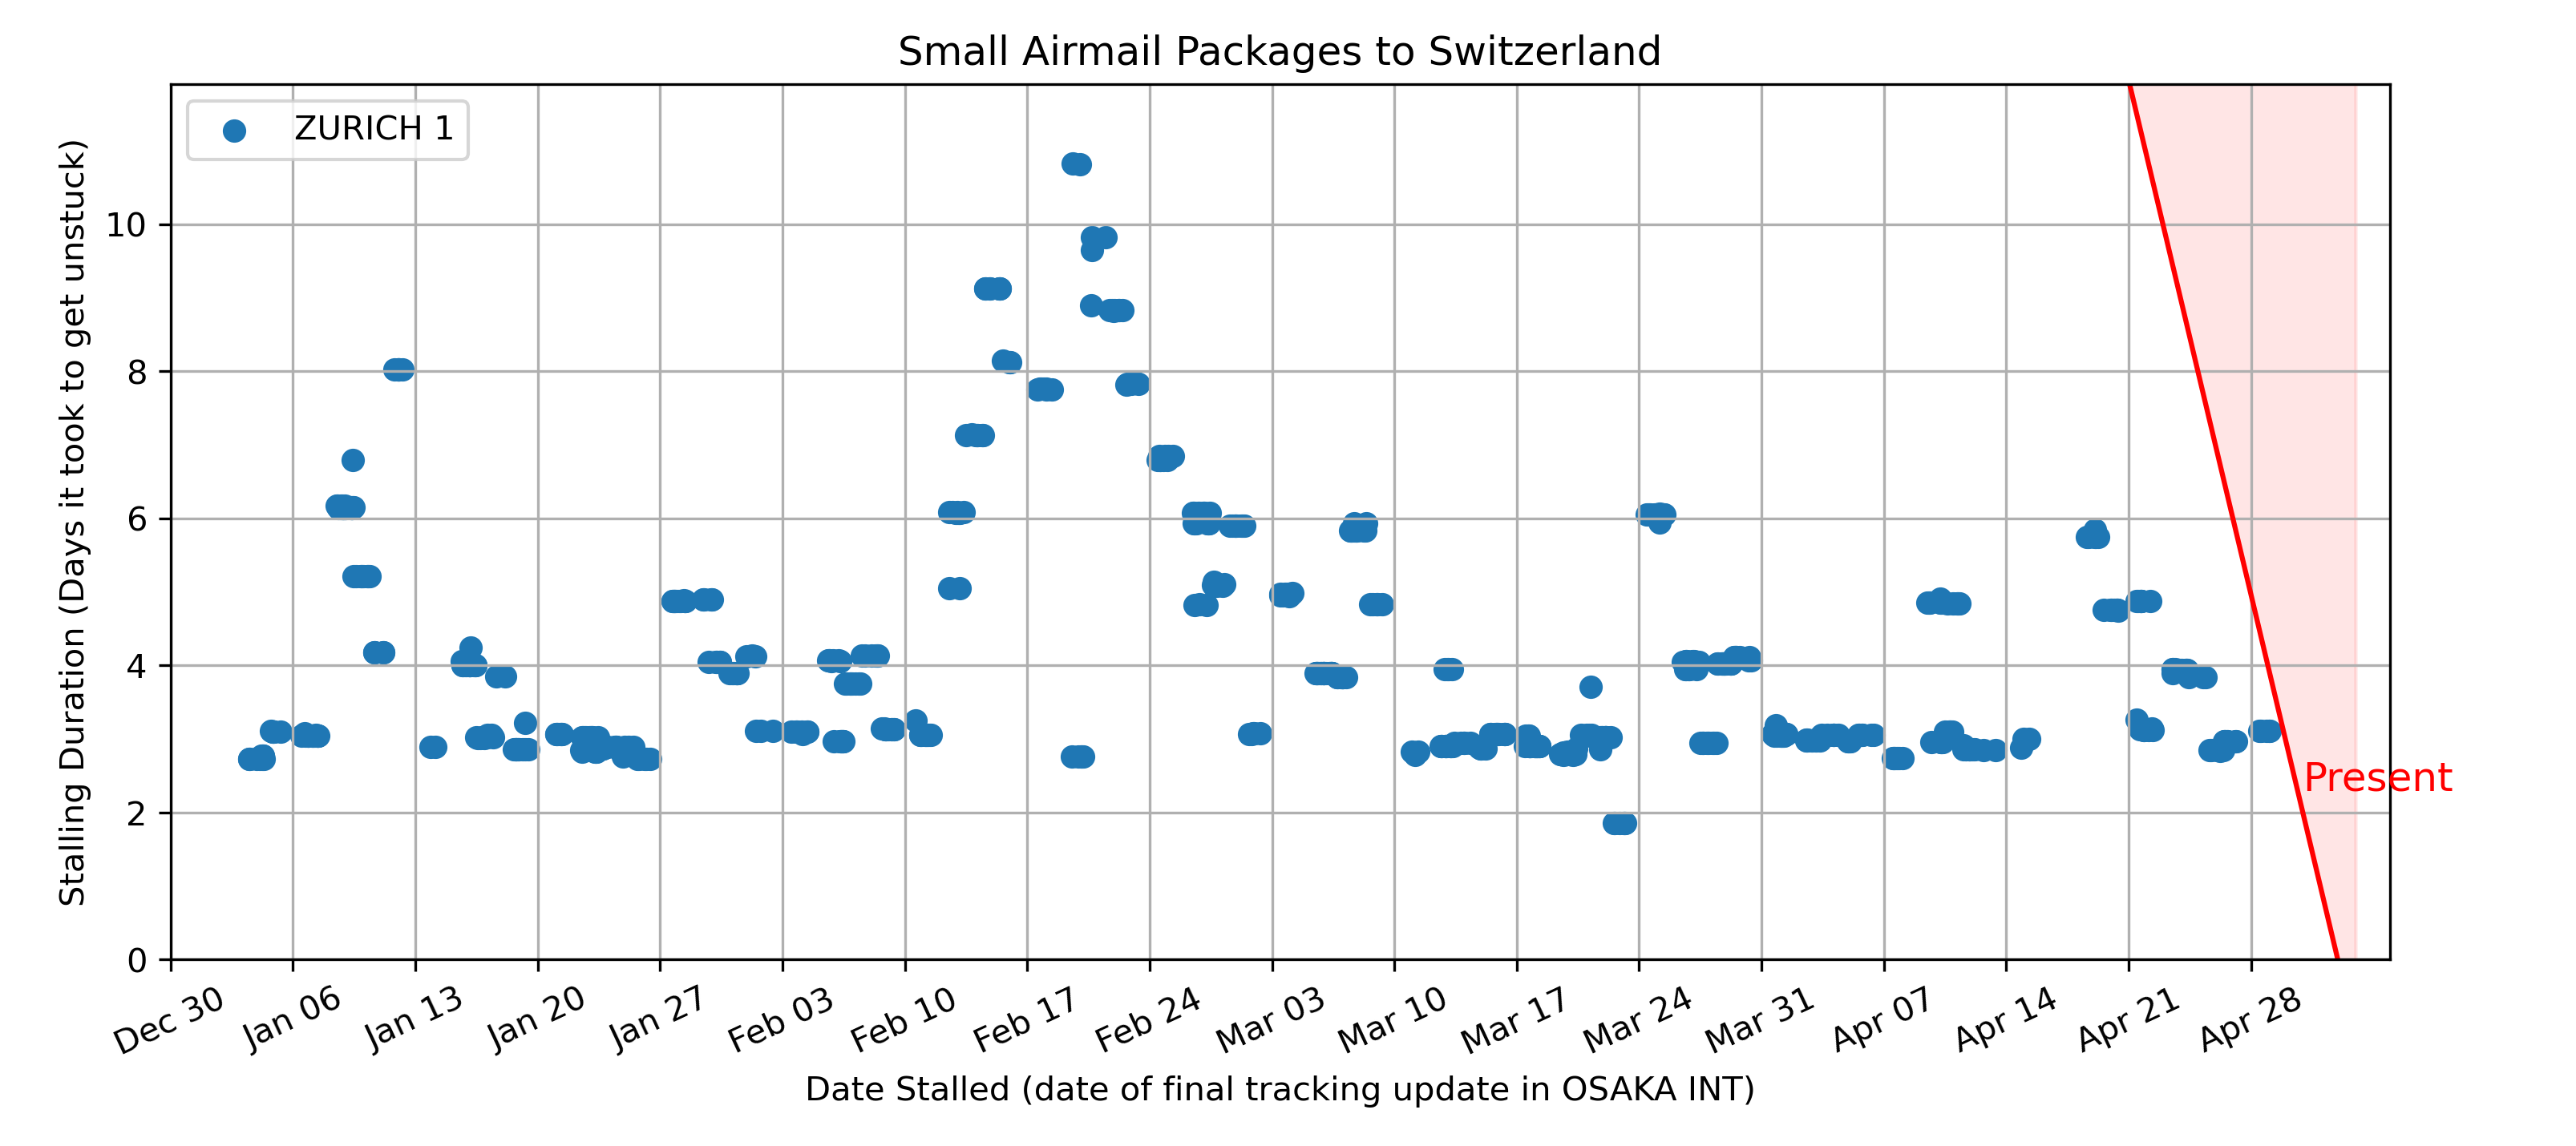 Small Airmail Packages to Switzerland
ZURICH 1
Stalling Duration (Days it took to get unstuck)
10
8
6
4
2
0
Present
Dec 30
Jan 06
Jan 13
Jan 20
Jan 27
Feb 03
Feb 10
Feb 17
Feb 24
Mar 03
Mar 10
Mar 17
Mar 24
Mar 31
Apr 07
Apr 14
Apr 21
Apr 28
Date Stalled (date of final tracking update in OSAKA INT)